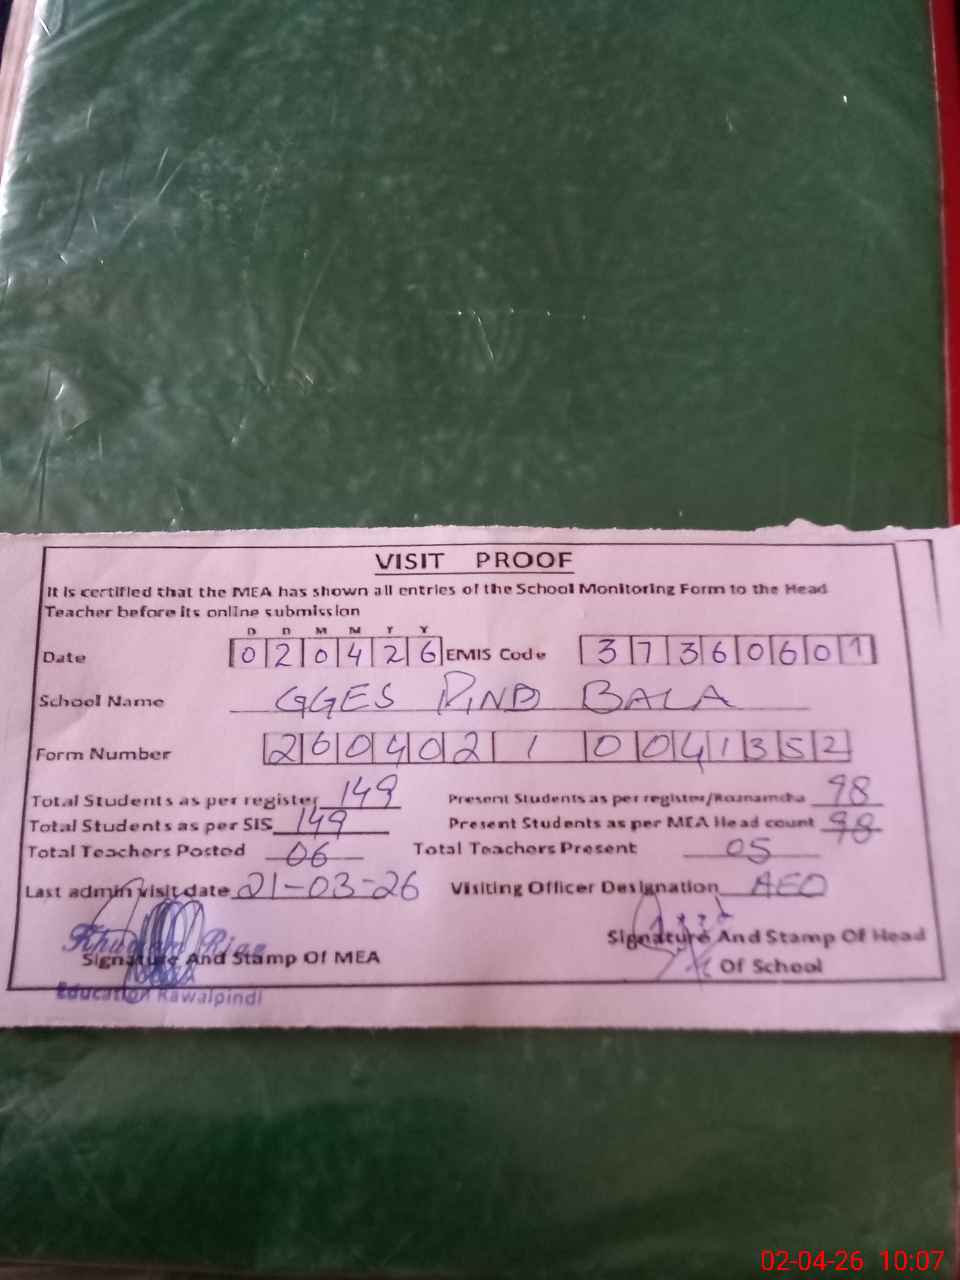 VISIT PROOF
It is certified that the MEA has shown all entries of the School Monitoring Form to the Head
Teacher before its online submission
D D M M Y Y
Date 0 2 0 4 2 6 EMIS Code 3 7 3 6 0 6 0 1
School Name GGES PIND BALA
Form Number 2 6 0 4 0 2 1 0 0 4 1 3 5 2
Total Students as per register 149 Present Students as per register/Roznamcha 98
Total Students as per SIS 149 Present Students as per MEA Head count 98
Total Teachers Posted 06 Total Teachers Present 05
Last admin visit date 21-03-26 Visiting Officer Designation AEO
Signature And Stamp Of MEA
Signature And Stamp Of Head
Of School
Education Rawalpindi
02-04-26 10:07